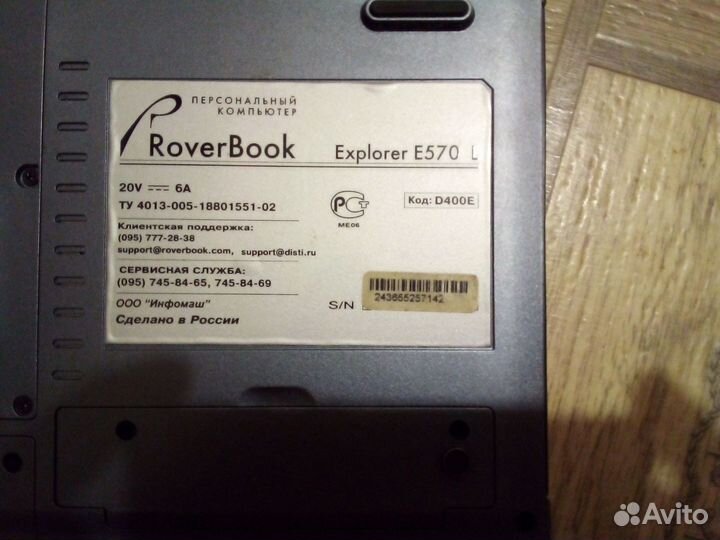 ПЕРСОНАЛЬНЫЙ
КОМПЬЮТЕР
RoverBook Explorer E570 L
20V 6A
ТУ 4013-005-18801551-02
Клиентская поддержка:
(095) 777-28-38
support@roverbook.com, support@disti.ru
СЕРВИСНАЯ СЛУЖБА:
(095) 745-84-65, 745-84-69
ООО "Инфомаш"
Сделано в России
РСТ
МЕ06
Код: D400E
S/N 243655257142
Avito